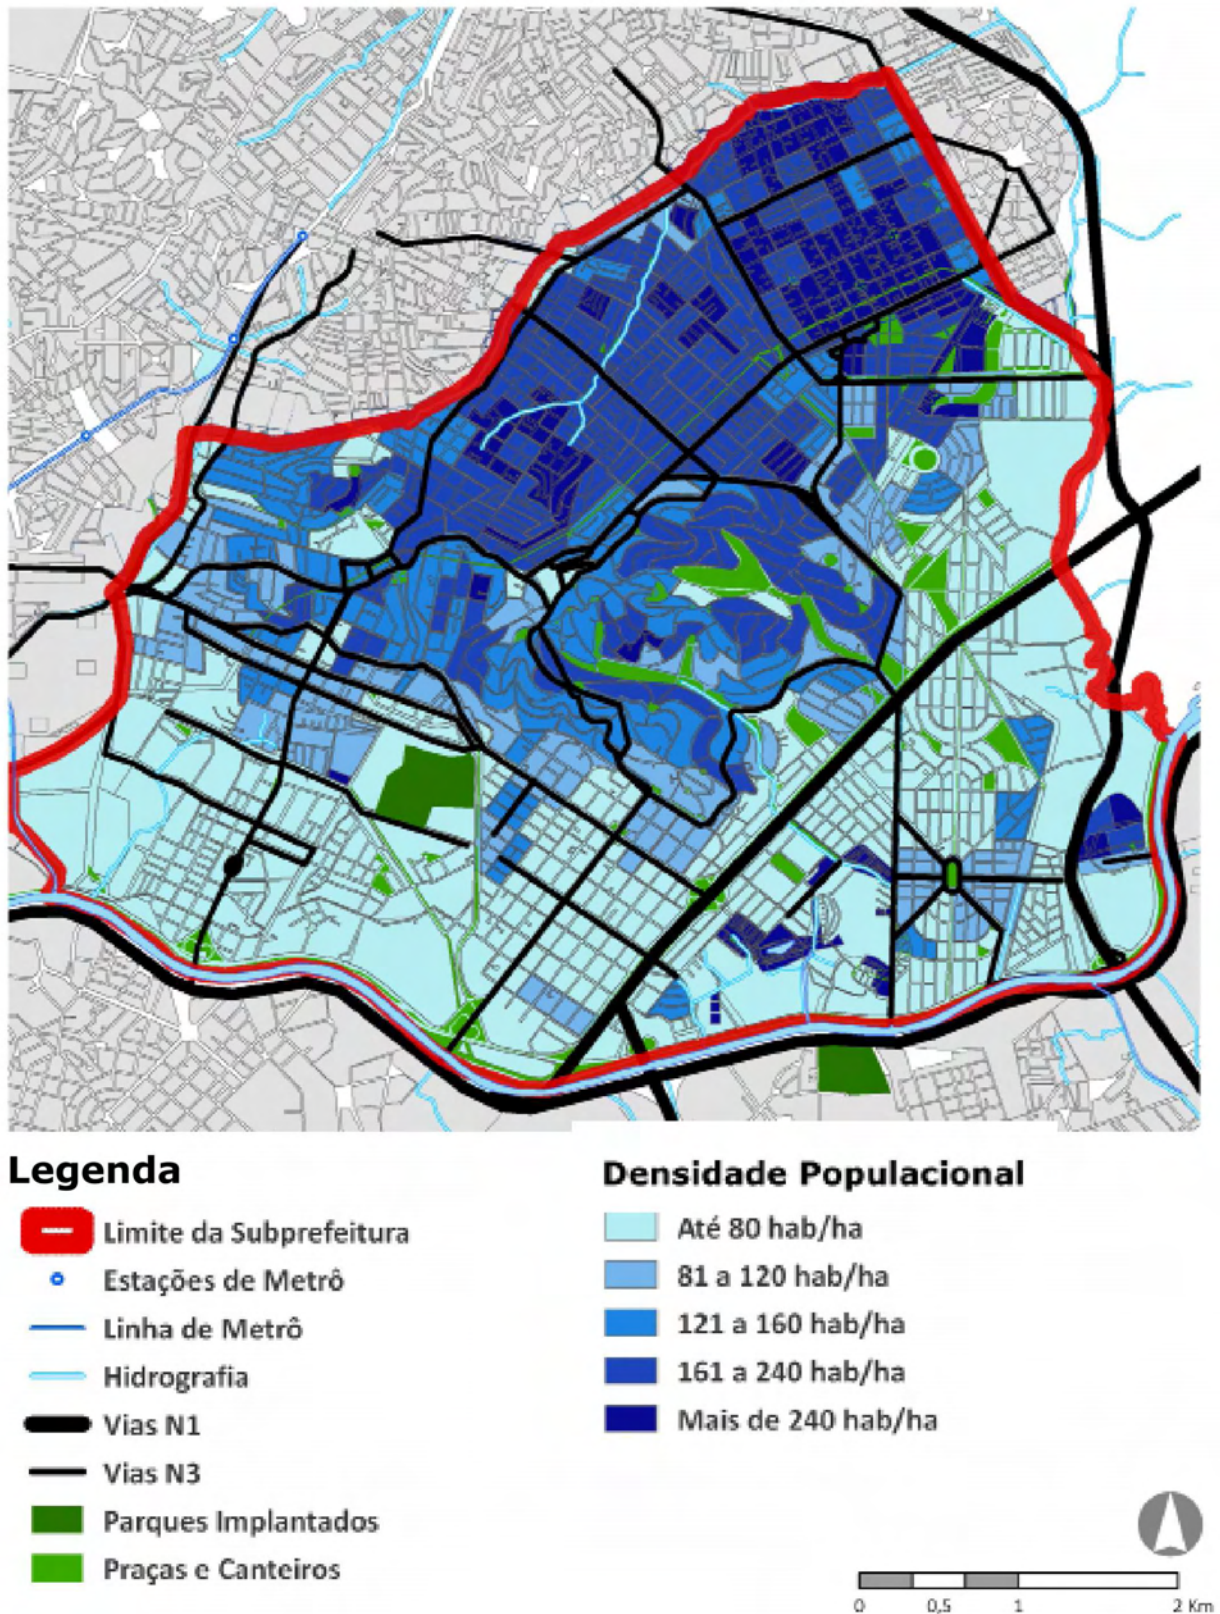 Legenda
Limite da Subprefeitura
Estações de Metrô
Linha de Metrô
Hidrografia
Vias N1
Vias N3
Parques Implantados
Praças e Canteiros
Densidade Populacional
Até 80 hab/ha
81 a 120 hab/ha
121 a 160 hab/ha
161 a 240 hab/ha
Mais de 240 hab/ha
0 0,5 1 2 Km